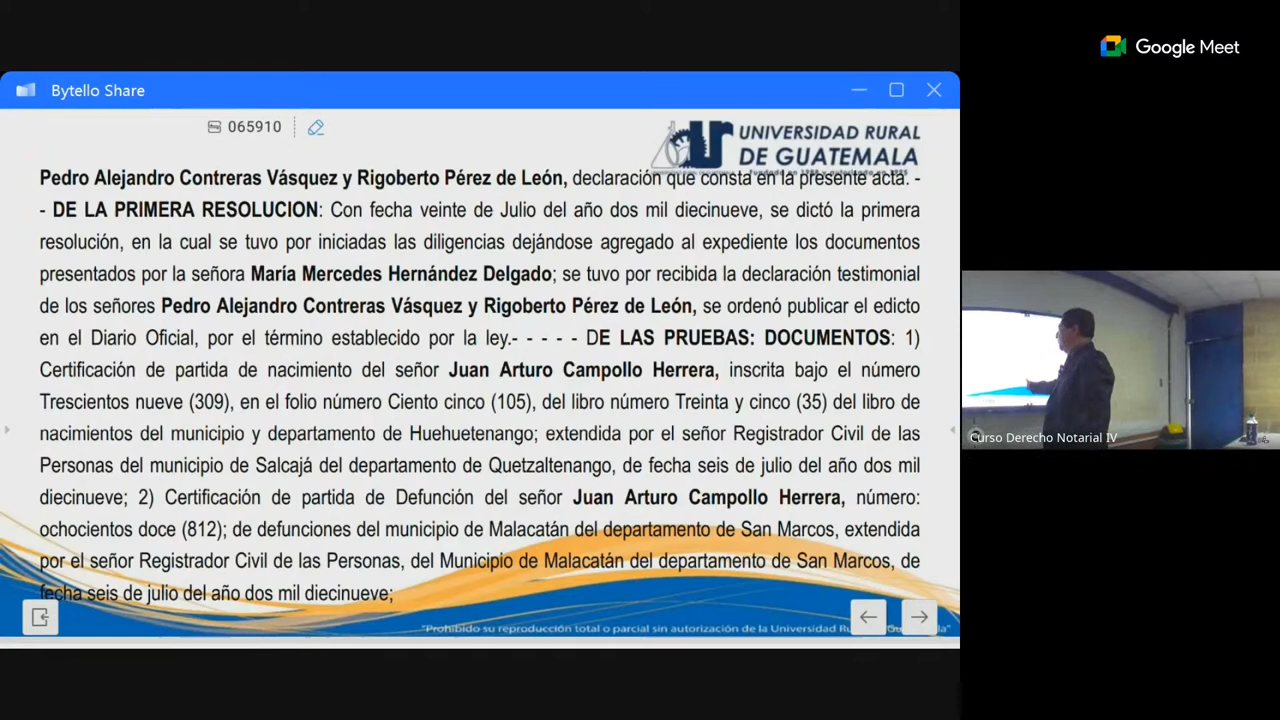 Google Meet
Bytello Share
065910
UNIVERSIDAD RURAL
DE GUATEMALA
Pedro Alejandro Contreras Vásquez y Rigoberto Pérez de León, declaración que consta en la presente acta. -
- DE LA PRIMERA RESOLUCION: Con fecha veinte de Julio del año dos mil diecinueve, se dictó la primera
resolución, en la cual se tuvo por iniciadas las diligencias dejándose agregado al expediente los documentos
presentados por la señora María Mercedes Hernández Delgado; se tuvo por recibida la declaración testimonial
de los señores Pedro Alejandro Contreras Vásquez y Rigoberto Pérez de León, se ordenó publicar el edicto
en el Diario Oficial, por el término establecido por la ley.- - - - - DE LAS PRUEBAS: DOCUMENTOS: 1)
Certificación de partida de nacimiento del señor Juan Arturo Campollo Herrera, inscrita bajo el número
Trescientos nueve (309), en el folio número Ciento cinco (105), del libro número Treinta y cinco (35) del libro de
nacimientos del municipio y departamento de Huehuetenango; extendida por el señor Registrador Civil de las
Personas del municipio de Salcajá del departamento de Quetzaltenango, de fecha seis de julio del año dos mil
diecinueve; 2) Certificación de partida de Defunción del señor Juan Arturo Campollo Herrera, número:
ochocientos doce (812); de defunciones del municipio de Malacatán del departamento de San Marcos, extendida
por el señor Registrador Civil de las Personas, del Municipio de Malacatán del departamento de San Marcos, de
fecha seis de julio del año dos mil diecinueve;
"Prohibido su reproducción total o parcial sin autorización de la Universidad
Curso Derecho Notarial IV